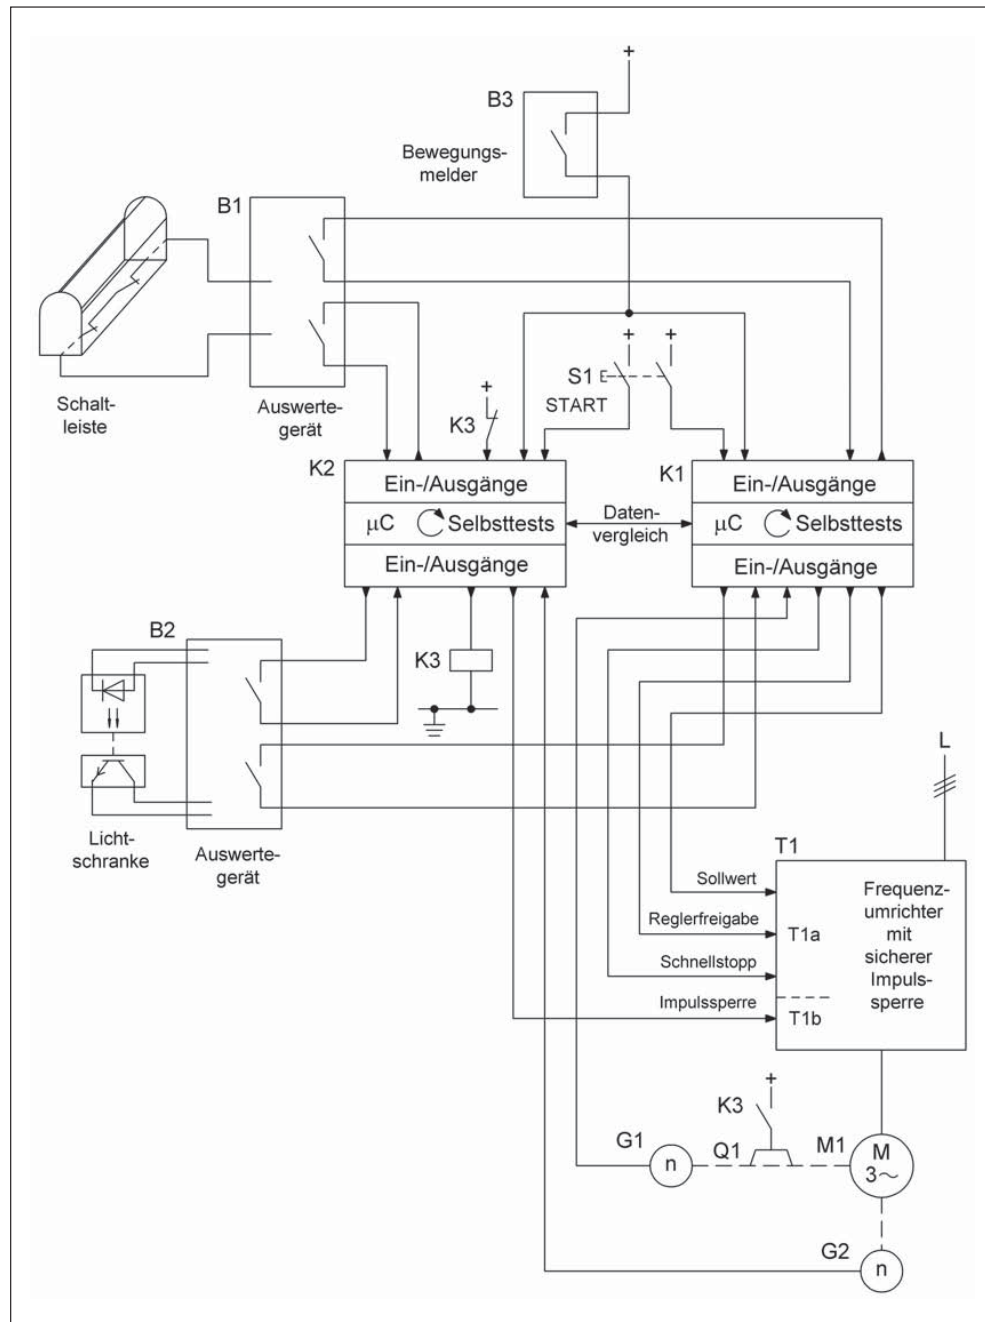 +
B3
Bewegungs-
melder
B1
+ +
S1
START
Schalt-
leiste
Auswerte-
gerät
+
K3
K2
Ein-/Ausgänge
µC Selbsttests
Ein-/Ausgänge
Daten-
vergleich
K1
Ein-/Ausgänge
µC Selbsttests
Ein-/Ausgänge
B2
K3
Licht-
schranke
Auswerte-
gerät
L
T1
Sollwert
Reglerfreigabe
Schnellstopp
Impulssperre
T1a
T1b
Frequenz-
umrichter
mit
sicherer
Impuls-
sperre
+
K3
G1
n
Q1
M1
M
3~
G2
n